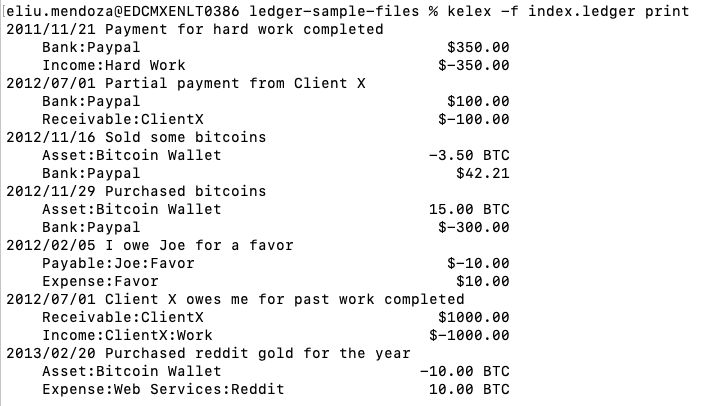 eliu.mendoza@EDCMXENLT0386 ledger-sample-files % kelex -f index.ledger print
2011/11/21 Payment for hard work completed
    Bank:Paypal                                  $350.00
    Income:Hard Work                            $-350.00
2012/07/01 Partial payment from Client X
    Bank:Paypal                                  $100.00
    Receivable:ClientX                          $-100.00
2012/11/16 Sold some bitcoins
    Asset:Bitcoin Wallet                       -3.50 BTC
    Bank:Paypal                                   $42.21
2012/11/29 Purchased bitcoins
    Asset:Bitcoin Wallet                       15.00 BTC
    Bank:Paypal                                 $-300.00
2012/02/05 I owe Joe for a favor
    Payable:Joe:Favor                            $-10.00
    Expense:Favor                                 $10.00
2012/07/01 Client X owes me for past work completed
    Receivable:ClientX                          $1000.00
    Income:ClientX:Work                        $-1000.00
2013/02/20 Purchased reddit gold for the year
    Asset:Bitcoin Wallet                      -10.00 BTC
    Expense:Web Services:Reddit                10.00 BTC